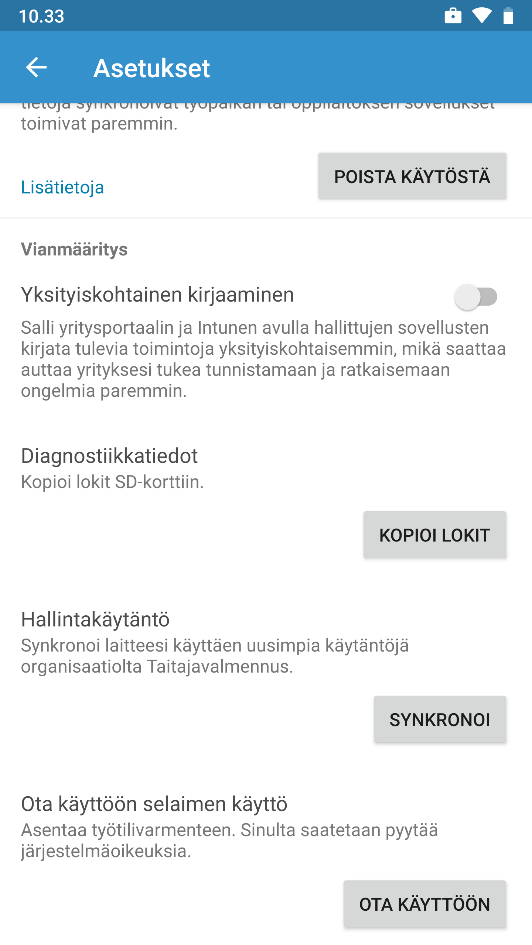 10.33
Asetukset
tietoja synkronoivat työpaikan tai oppilaitoksen sovellukset
toimivat paremmin.
Lisätietoja
POISTA KÄYTÖSTÄ
Vianmääritys
Yksityiskohtainen kirjaaminen
Salli yritysportaalin ja Intunen avulla hallittujen sovellusten
kirjata tulevia toimintoja yksityiskohtaisemmin, mikä saattaa
auttaa yrityksesi tukea tunnistamaan ja ratkaisemaan
ongelmia paremmin.
Diagnostiikkatiedot
Kopioi lokit SD-korttiin.
KOPIOI LOKIT
Hallintakäytäntö
Synkronoi laitteesi käyttäen uusimpia käytäntöjä
organisaatiolta Taitajavalmennus.
SYNKRONOI
Ota käyttöön selaimen käyttö
Asentaa työtilivarmenteen. Sinulta saatetaan pyytää
järjestelmäoikeuksia.
OTA KÄYTTÖÖN